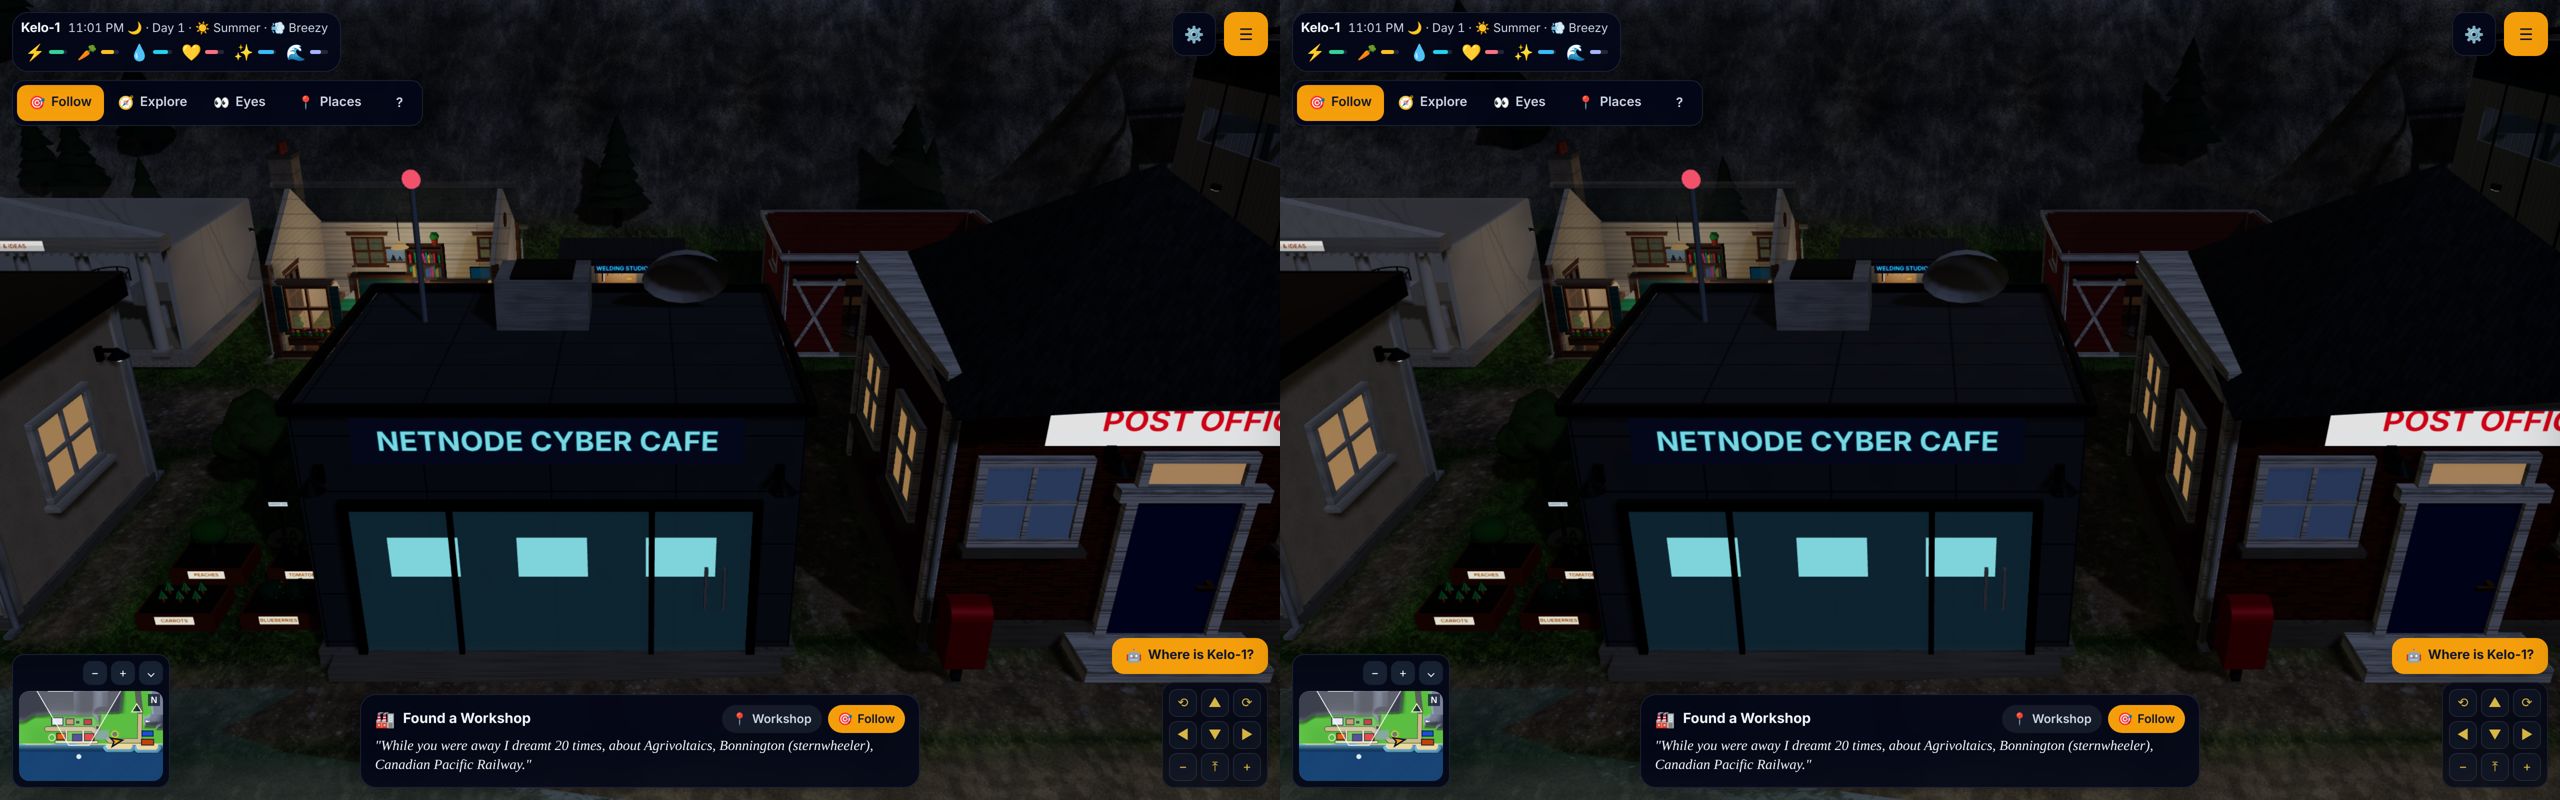 Kelo-1 11:01 PM 🌙 · Day 1 · ☀️ Summer · 💨 Breezy
Follow Explore Eyes Places ?
& IDEAS
WELDING STUDIO
NETNODE CYBER CAFE
POST OFFIC
PEACHES
TOMATO
CARROTS
BLUEBERRIES
Where is Kelo-1?
N
Found a Workshop
Workshop Follow
"While you were away I dreamt 20 times, about Agrivoltaics, Bonnington (sternwheeler),
Canadian Pacific Railway."
Kelo-1 11:01 PM 🌙 · Day 1 · ☀️ Summer · 💨 Breezy
Follow Explore Eyes Places ?
& IDEAS
WELDING STUDIO
NETNODE CYBER CAFE
POST OFFIC
PEACHES
TOMATO
CARROTS
BLUEBERRIES
Where is Kelo-1?
N
Found a Workshop
Workshop Follow
"While you were away I dreamt 20 times, about Agrivoltaics, Bonnington (sternwheeler),
Canadian Pacific Railway."